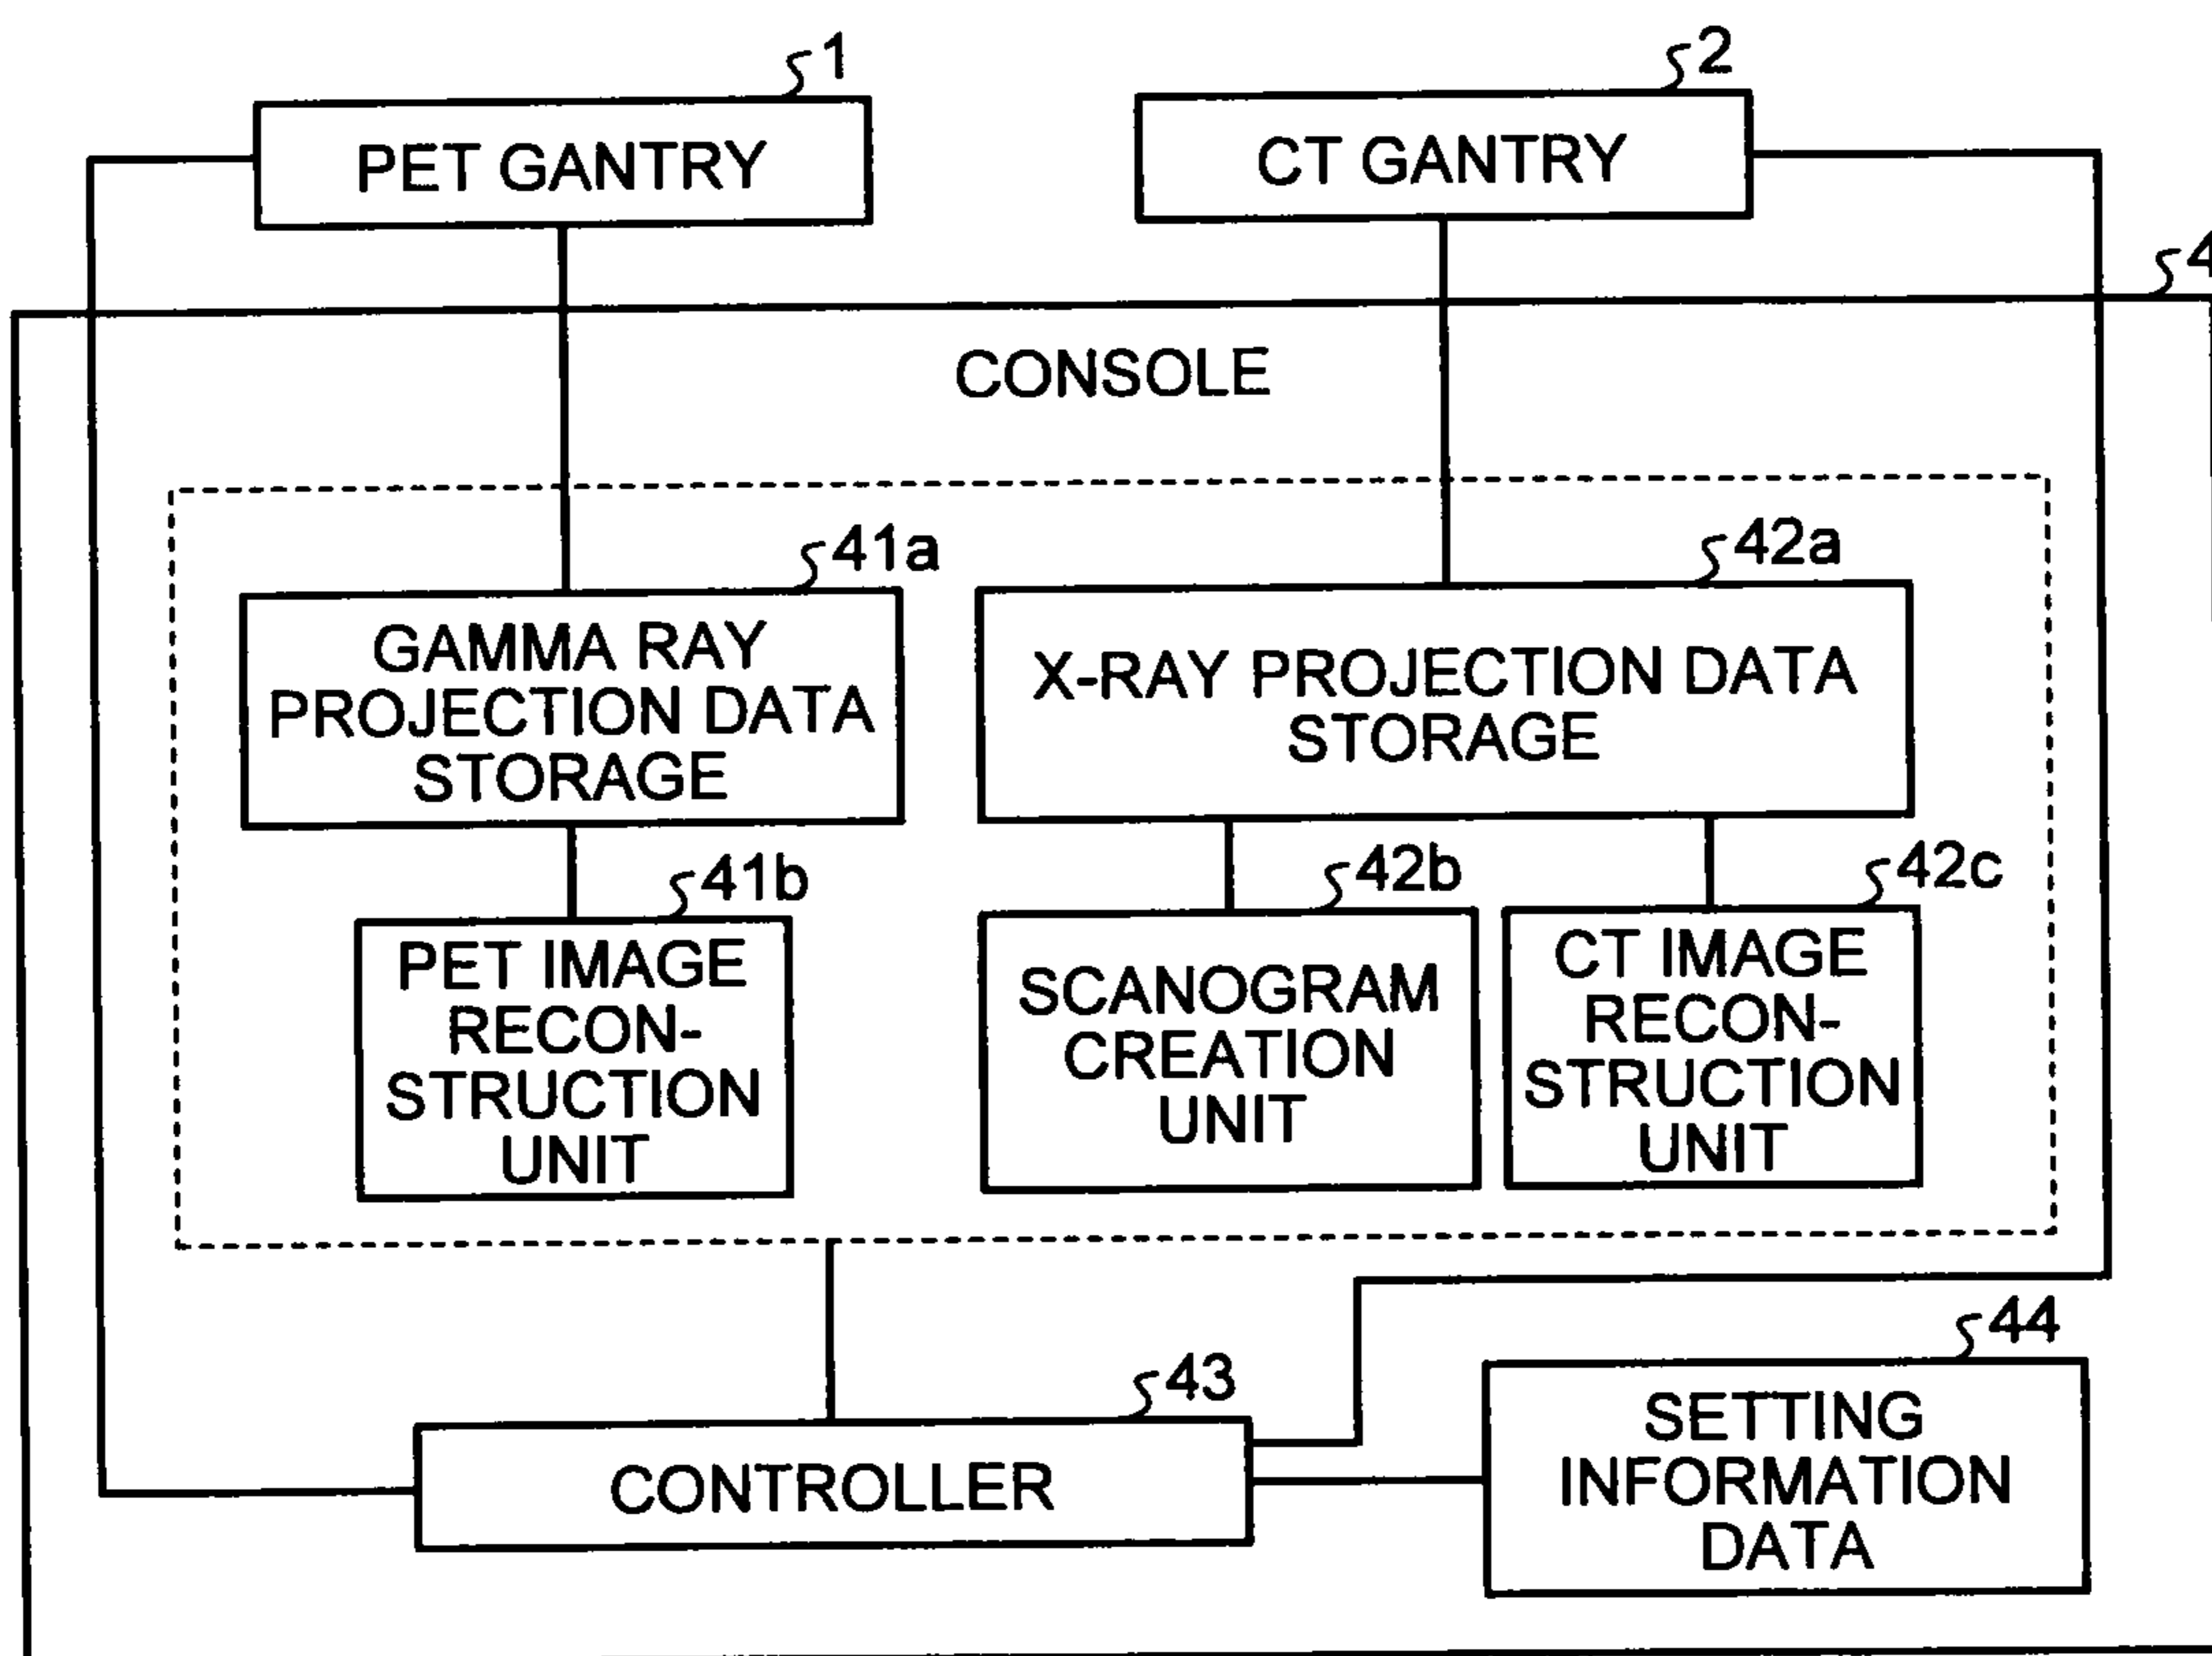 1
2
PET GANTRY
CT GANTRY
4
CONSOLE
41a
42a
GAMMA RAY
PROJECTION DATA
STORAGE
X-RAY PROJECTION DATA
STORAGE
41b
42b
42c
PET IMAGE
RECON-
STRUCTION
UNIT
SCANOGRAM
CREATION
UNIT
CT IMAGE
RECON-
STRUCTION
UNIT
43
44
CONTROLLER
SETTING
INFORMATION
DATA